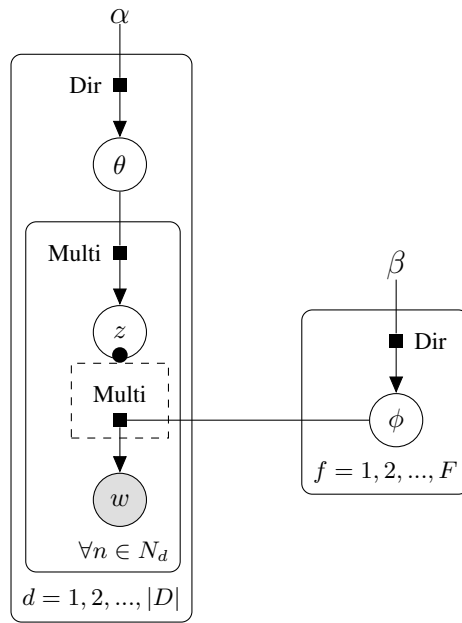 α
Dir
θ
Multi
β
z
Dir
Multi
ϕ
f = 1, 2, ..., F
w
∀n ∈ N_d
d = 1, 2, ..., |D|